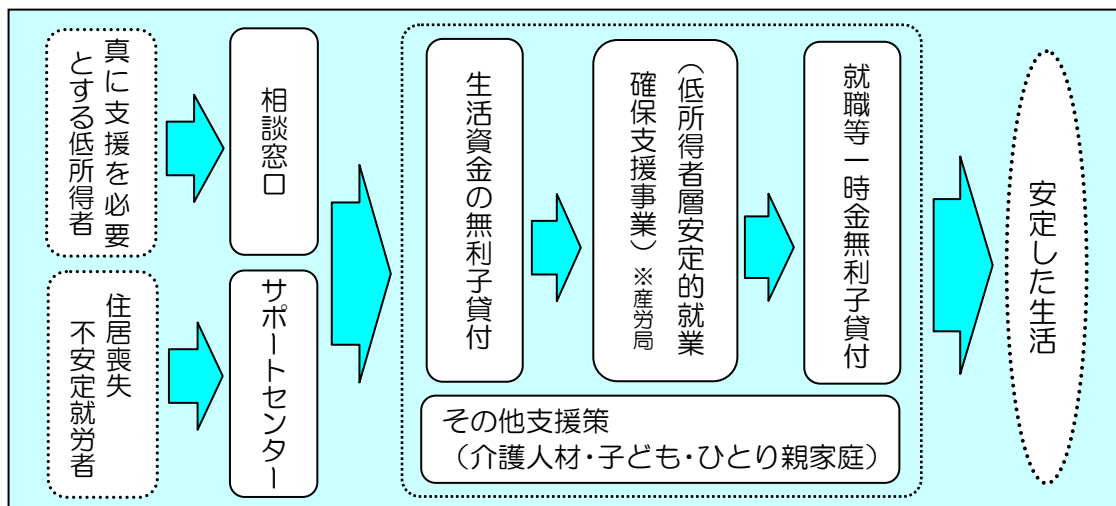 真に支援を必要
とする低所得者
相談窓口
住居喪失
不安定就労者
サポートセンター
生活資金の無利子貸付
（低所得者層安定的就業
確保支援事業）※産労局
就職等一時金無利子貸付
その他支援策
（介護人材・子ども・ひとり親家庭）
安定した生活